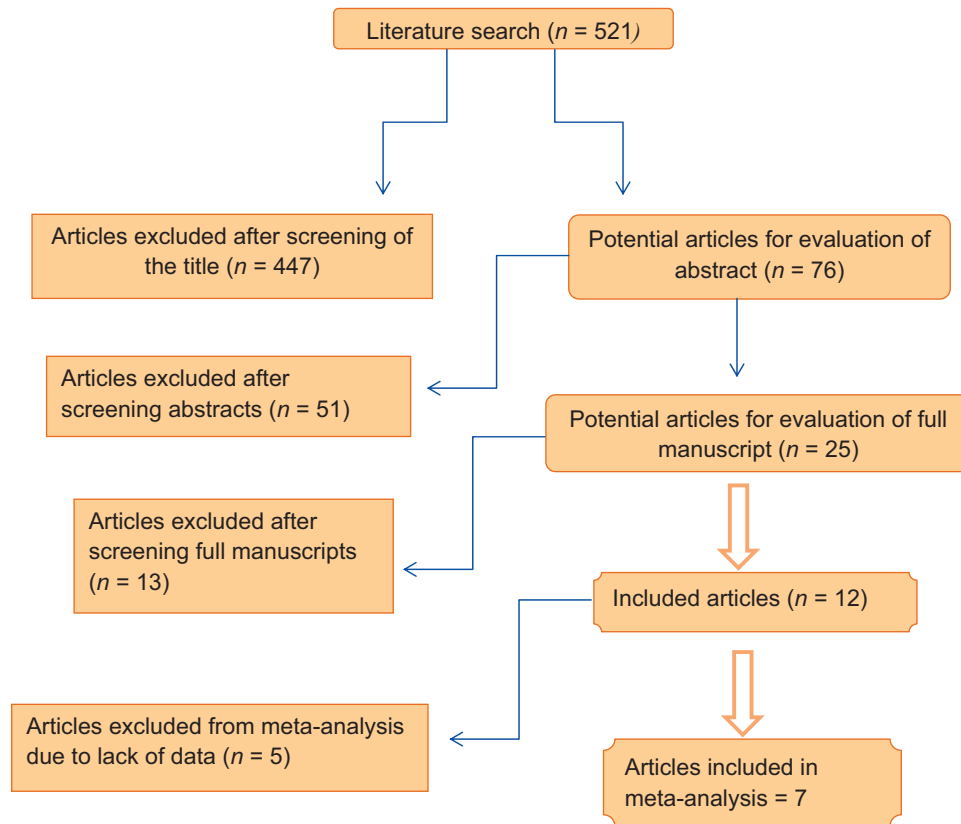 Literature search (n = 521)
Articles excluded after screening of
the title (n = 447)
Potential articles for evaluation of
abstract (n = 76)
Articles excluded after
screening abstracts (n = 51)
Potential articles for evaluation of full
manuscript (n = 25)
Articles excluded after
screening full manuscripts
(n = 13)
Included articles (n = 12)
Articles excluded from meta-analysis
due to lack of data (n = 5)
Articles included in
meta-analysis = 7